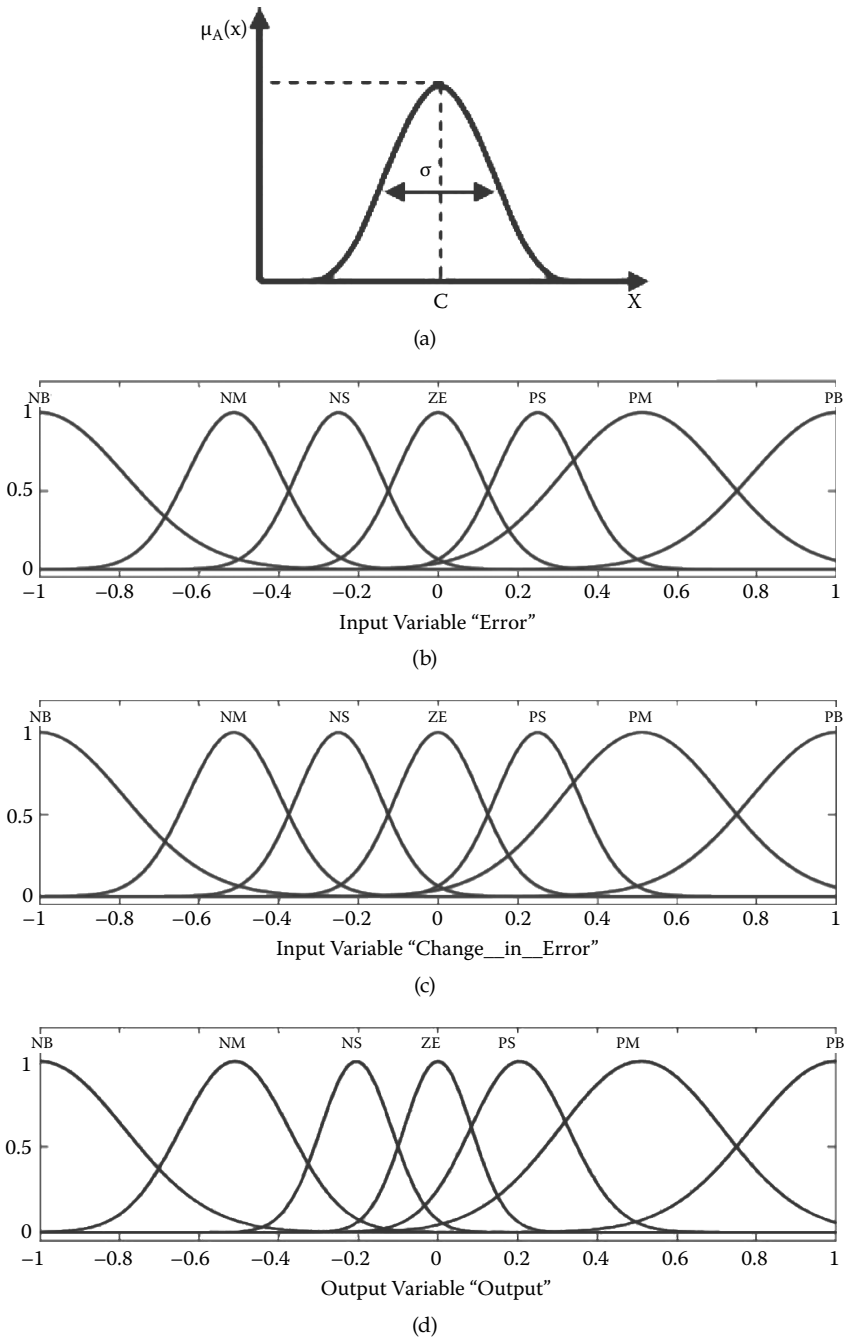 μA(x)
σ
C X
(a)
NB NM NS ZE PS PM PB
1
0.5
0
−1 −0.8 −0.6 −0.4 −0.2 0 0.2 0.4 0.6 0.8 1
Input Variable “Error”
(b)
NB NM NS ZE PS PM PB
1
0.5
0
−1 −0.8 −0.6 −0.4 −0.2 0 0.2 0.4 0.6 0.8 1
Input Variable “Change__in__Error”
(c)
NB NM NS ZE PS PM PB
1
0.5
0
−1 −0.8 −0.6 −0.4 −0.2 0 0.2 0.4 0.6 0.8 1
Output Variable “Output”
(d)